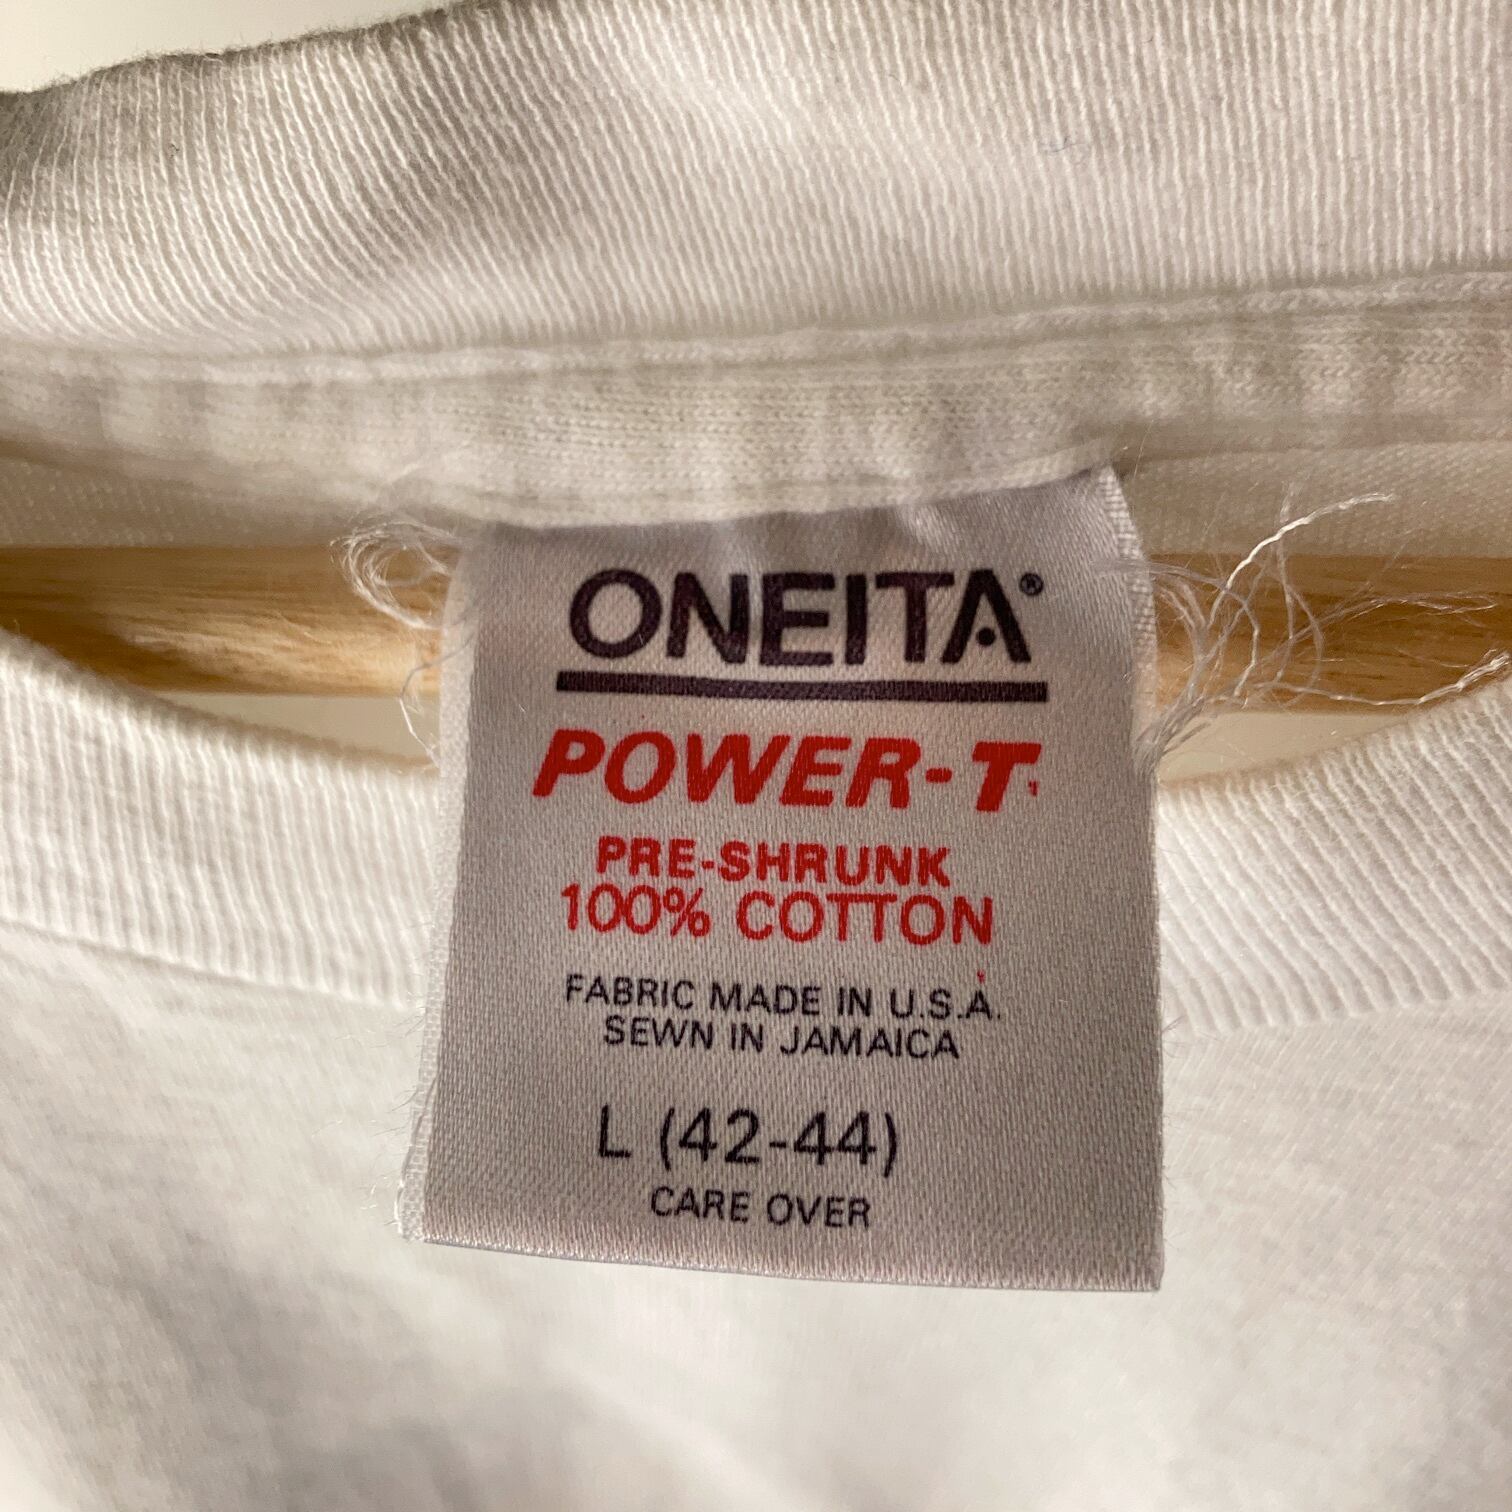 ONEITA®
POWER-T
PRE-SHRUNK
100% COTTON
FABRIC MADE IN U.S.A.
SEWN IN JAMAICA
L (42-44)
CARE OVER